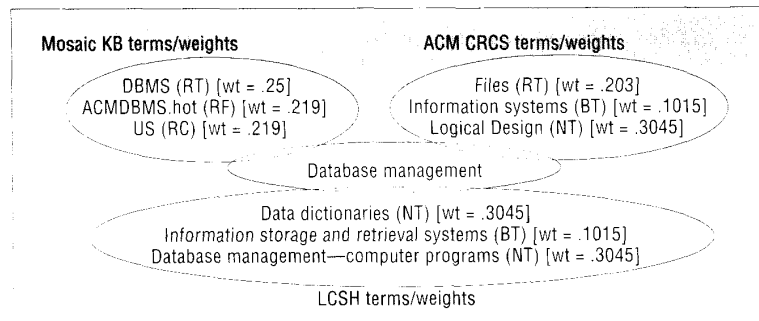 Mosaic KB terms/weights
DBMS (RT) [wt = .25]
ACMDBMS.hot (RF) [wt = .219]
US (RC) [wt = .219]
ACM CRCS terms/weights
Files (RT) [wt = .203]
Information systems (BT) [wt = .1015]
Logical Design (NT) [wt = .3045]
Database management
Data dictionaries (NT) [wt = .3045]
Information storage and retrieval systems (BT) [wt = .1015]
Database management—computer programs (NT) [wt = .3045]
LCSH terms/weights